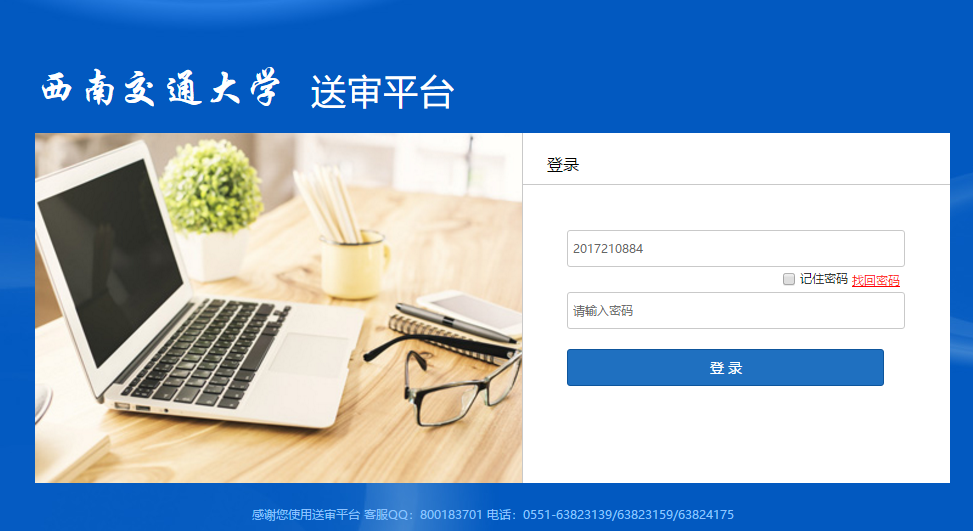 西南交通大学 送审平台
登录
2017210884
记住密码 找回密码
请输入密码
登 录
感谢您使用送审平台 客服QQ：800183701 电话：0551-63823139/63823159/63824175